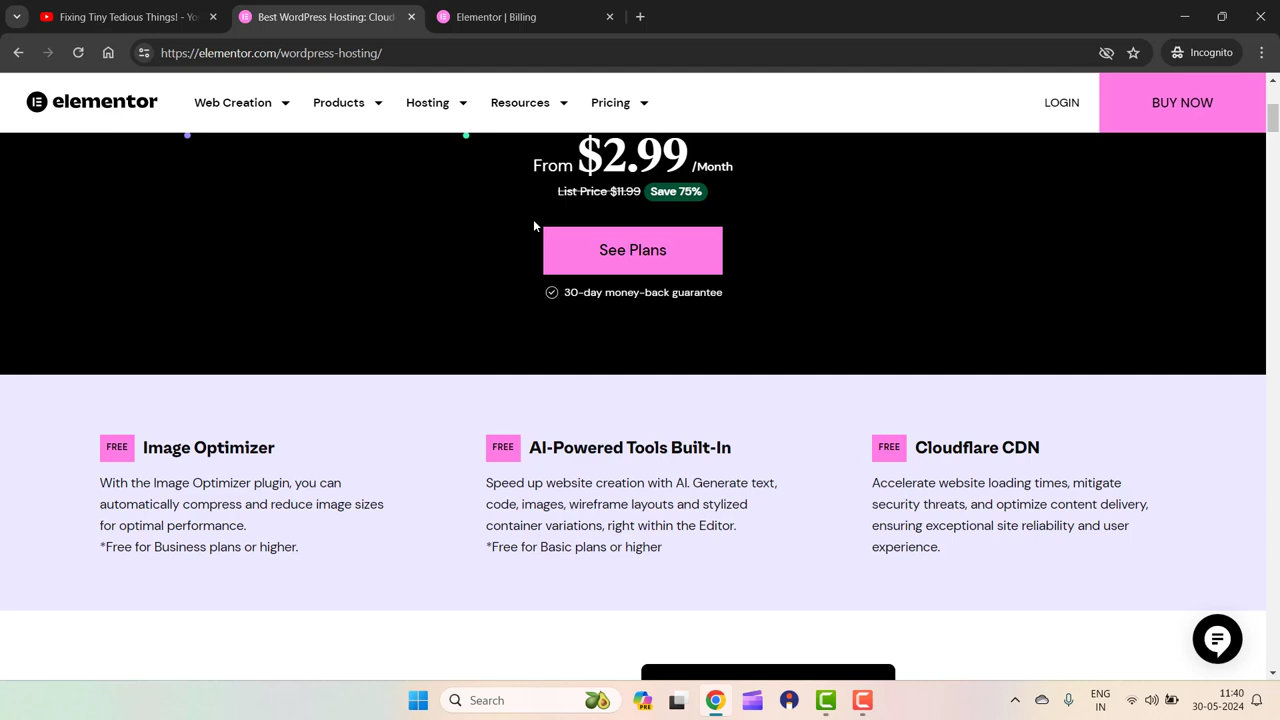 Fixing Tiny Tedious Things! - Yo
Best WordPress Hosting: Cloud
Elementor | Billing
https://elementor.com/wordpress-hosting/
Incognito
elementor
Web Creation
Products
Hosting
Resources
Pricing
LOGIN
BUY NOW
From $2.99 /Month
List Price $11.99 Save 75%
See Plans
30-day money-back guarantee
FREE Image Optimizer
With the Image Optimizer plugin, you can
automatically compress and reduce image sizes
for optimal performance.
*Free for Business plans or higher.
FREE AI-Powered Tools Built-In
Speed up website creation with AI. Generate text,
code, images, wireframe layouts and stylized
container variations, right within the Editor.
*Free for Basic plans or higher
FREE Cloudflare CDN
Accelerate website loading times, mitigate
security threats, and optimize content delivery,
ensuring exceptional site reliability and user
experience.
Search
PRE
ENG
IN
11:40
30-05-2024